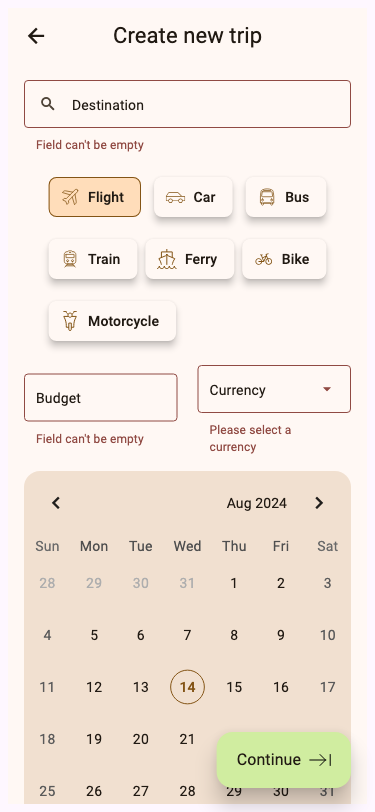 Create new trip
Destination
Field can't be empty
Flight Car Bus
Train Ferry Bike
Motorcycle
Budget Currency
Field can't be empty Please select a
currency
Aug 2024
Sun Mon Tue Wed Thu Fri Sat
28 29 30 31 1 2 3
4 5 6 7 8 9 10
11 12 13 14 15 16 17
18 19 20 21
Continue
25 26 27 28 29 30 31